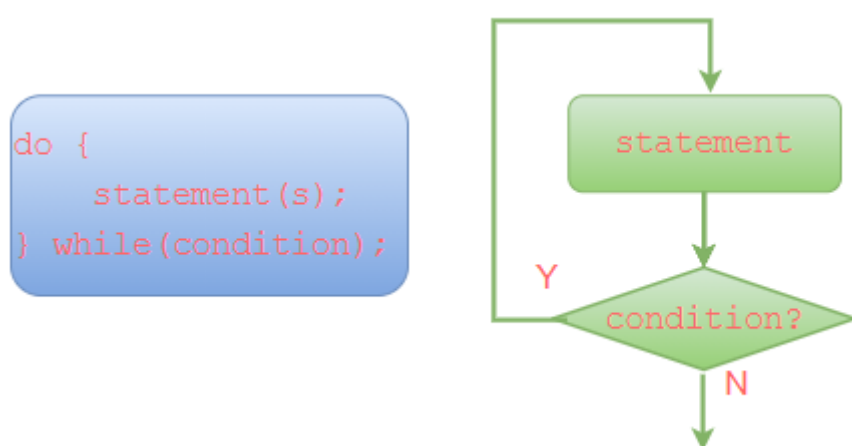 do {
statement(s);
} while(condition);
statement
Y
condition?
N